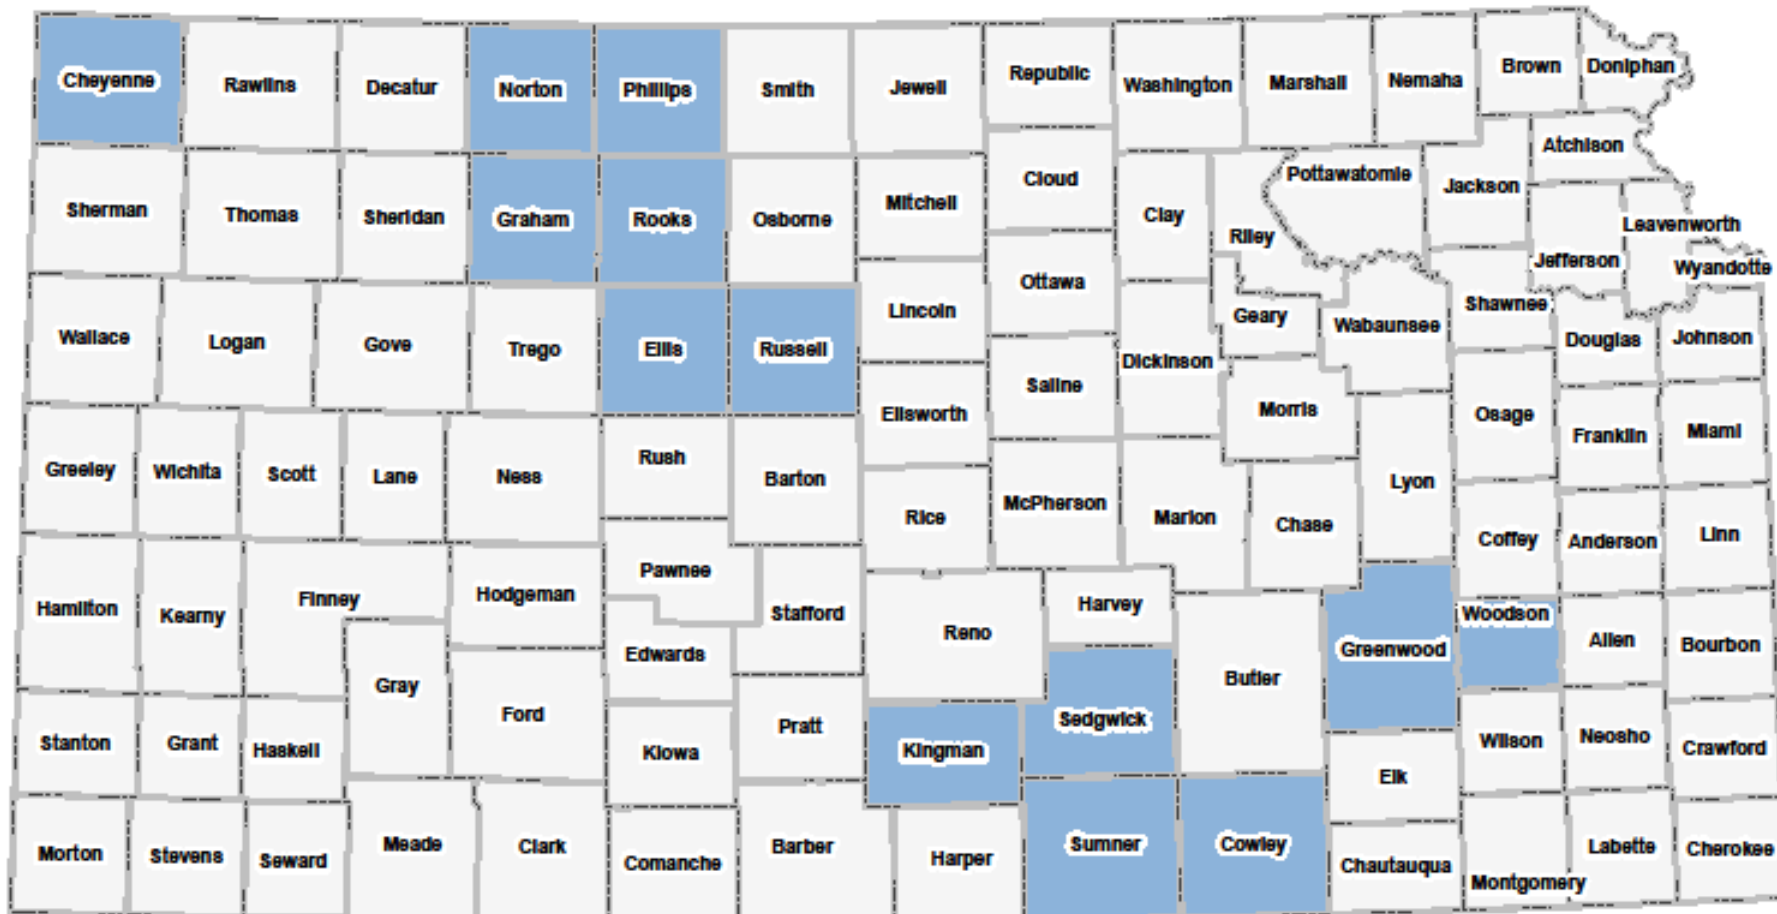 Cheyenne
Rawlins
Decatur
Norton
Phillips
Smith
Jewell
Republic
Washington
Marshall
Nemaha
Brown
Doniphan
Sherman
Thomas
Sheridan
Graham
Rooks
Osborne
Mitchell
Cloud
Clay
Riley
Pottawatomie
Jackson
Atchison
Jefferson
Leavenworth
Wyandotte
Wallace
Logan
Gove
Trego
Ellis
Russell
Lincoln
Ottawa
Dickinson
Geary
Wabaunsee
Shawnee
Douglas
Johnson
Saline
Ellsworth
Morris
Osage
Franklin
Miami
Greeley
Wichita
Scott
Lane
Ness
Rush
Barton
Rice
McPherson
Marion
Chase
Lyon
Coffey
Anderson
Linn
Hamilton
Kearny
Finney
Hodgeman
Pawnee
Stafford
Edwards
Reno
Harvey
Butler
Greenwood
Woodson
Allen
Bourbon
Gray
Ford
Kiowa
Pratt
Kingman
Sedgwick
Elk
Wilson
Neosho
Crawford
Stanton
Grant
Haskell
Morton
Stevens
Seward
Meade
Clark
Comanche
Barber
Harper
Sumner
Cowley
Chautauqua
Montgomery
Labette
Cherokee